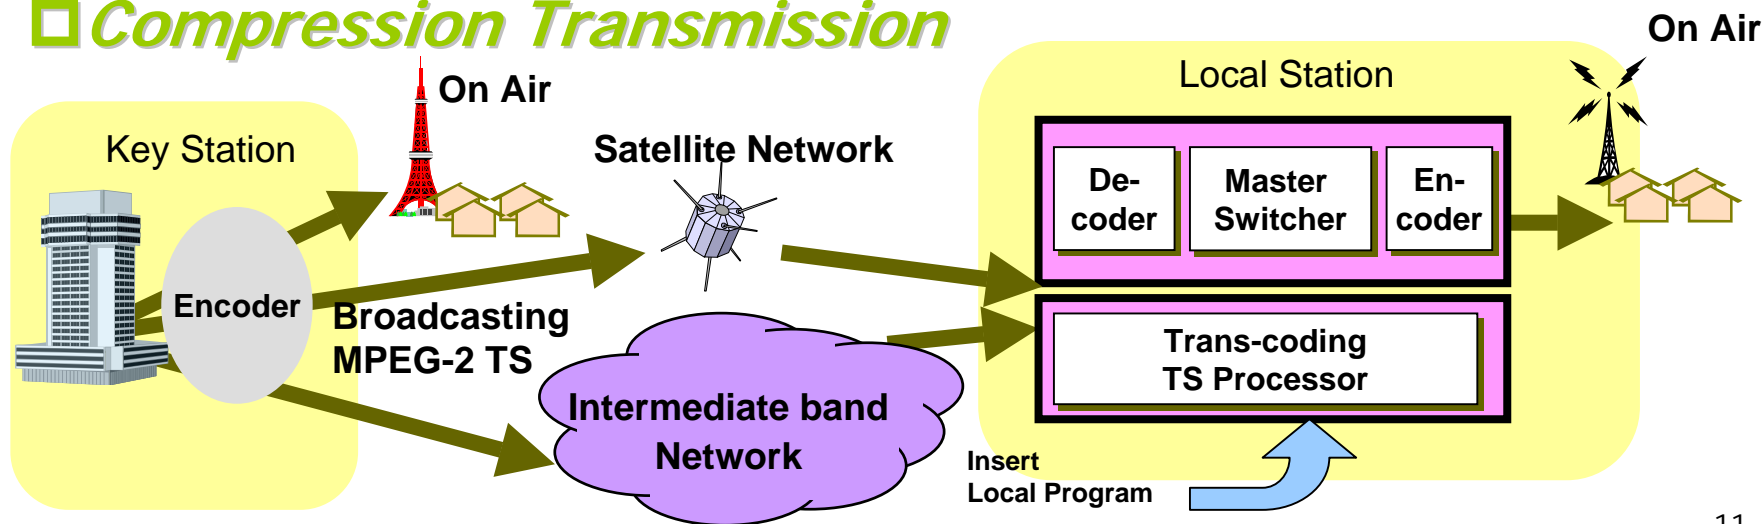 Compression Transmission
On Air
On Air
Key Station
Satellite Network
Local Station
De-
coder
Master
Switcher
En-
coder
Encoder
Broadcasting
MPEG-2 TS
Trans-coding
TS Processor
Intermediate band
Network
Insert
Local Program
11